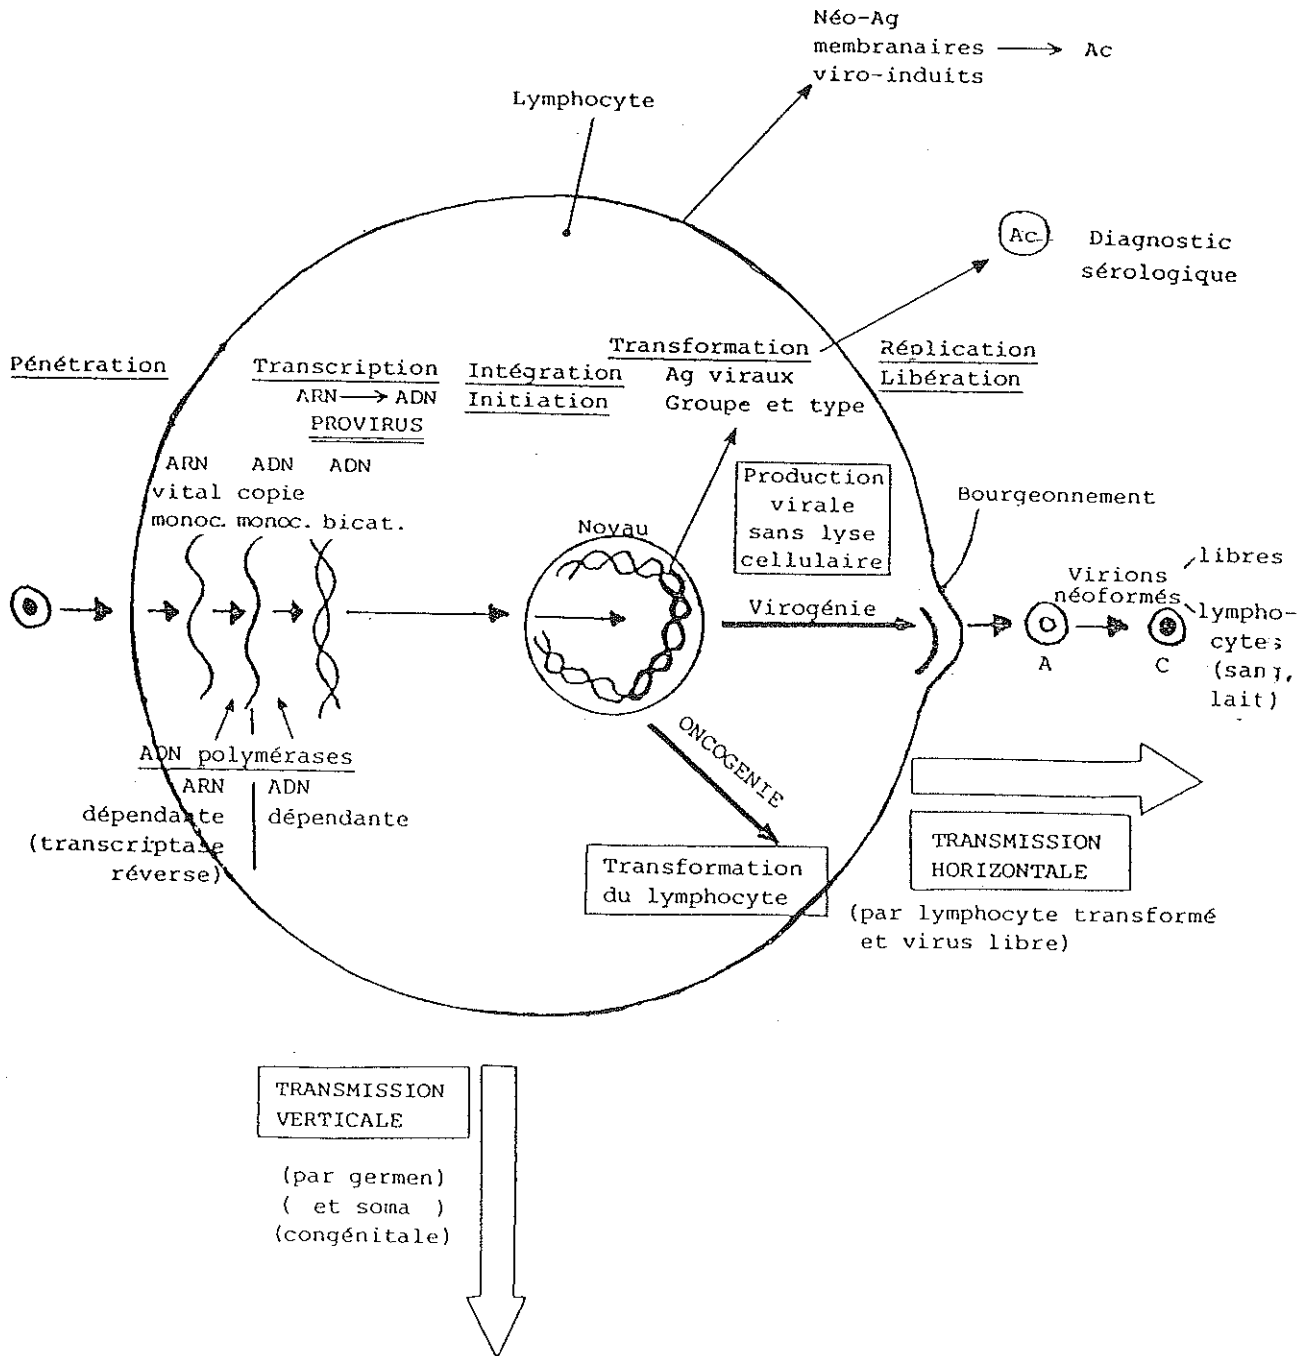 Néo-Ag
membranaires → Ac
viro-induits
Lymphocyte
Ac Diagnostic
sérologique
Pénétration
Transcription
ARN → ADN
PROVIRUS
Intégration
Initiation
Transformation
Ag viraux
Groupe et type
Réplication
Libération
ARN ADN ADN
vital copie
monoc. monoc. bicat.
Production
virale
sans lyse
cellulaire
Noyau
Bourgeonnement
Virogénie
Virions
néoformés
libres
lympho-
cytes
(sang,
lait)
A
C
ADN polymérases
ARN
dépendante
(transcriptase
réverse)
ADN
dépendante
ONCOGENIE
Transformation
du lymphocyte
TRANSMISSION
HORIZONTALE
(par lymphocyte transformé
et virus libre)
TRANSMISSION
VERTICALE
(par germen)
( et soma )
(congénitale)